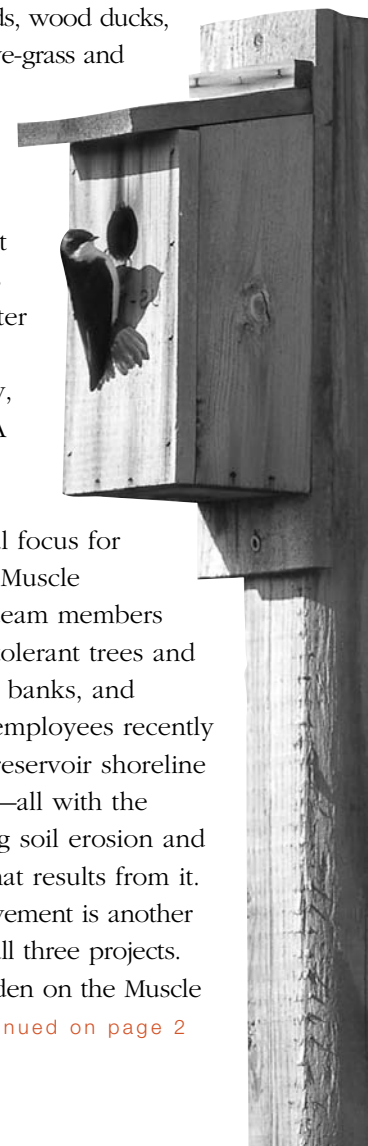 ds, wood ducks,
ve-grass and
t
ter
y,
A
l focus for
Muscle
eam members
olerant trees and
banks, and
employees recently
reservoir shoreline
—all with the
g soil erosion and
hat results from it.
vement is another
ll three projects.
den on the Muscle
nued on page 2